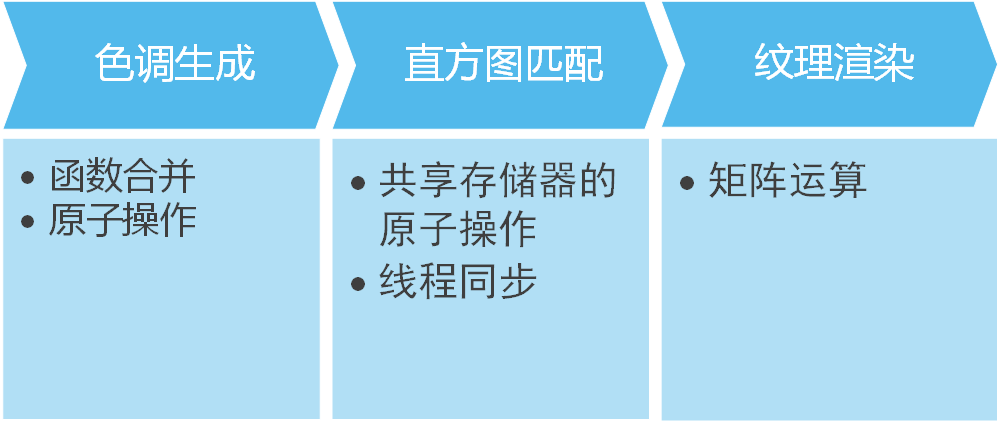 色调生成
函数合并
原子操作
直方图匹配
共享存储器的
原子操作
线程同步
纹理渲染
矩阵运算